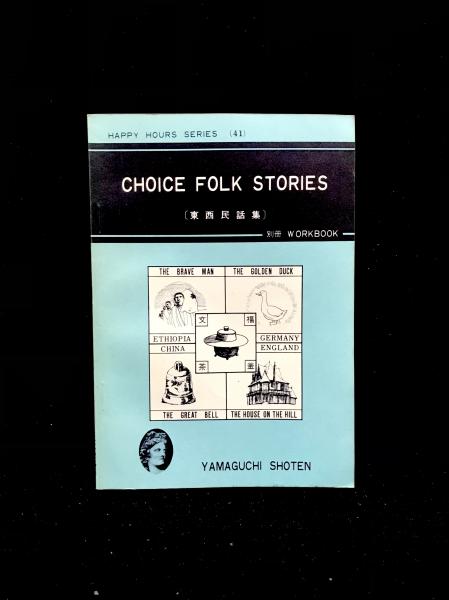 HAPPY HOURS SERIES (41)
CHOICE FOLK STORIES
〔東西民話集〕
別冊 WORKBOOK
THE BRAVE MAN
THE GOLDEN DUCK
文 福
ETHIOPIA
GERMANY
CHINA
ENGLAND
茶 釜
THE GREAT BELL
THE HOUSE ON THE HILL
YAMAGUCHI SHOTEN